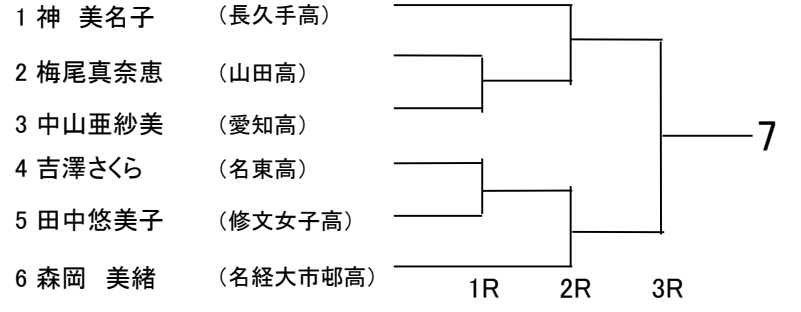 1 神　美名子 （長久手高）
2 梅尾真奈恵 （山田高）
3 中山亜紗美 （愛知高）
4 吉澤さくら （名東高）
5 田中悠美子 （修文女子高）
6 森岡　美緒 （名経大市邨高）
7
1R 2R 3R